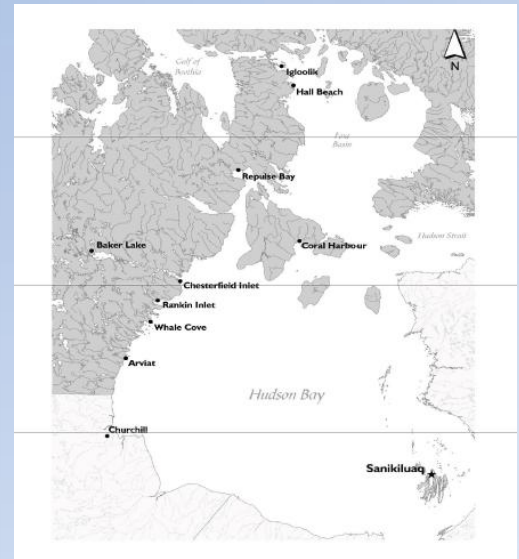 Gulf of
Boothia
N
Igloolik
Hall Beach
Foxe
Basin
Repulse Bay
Hudson Strait
Baker Lake
Coral Harbour
Chesterfield Inlet
Rankin Inlet
Whale Cove
Arviat
Hudson Bay
Churchill
Sanikiluaq